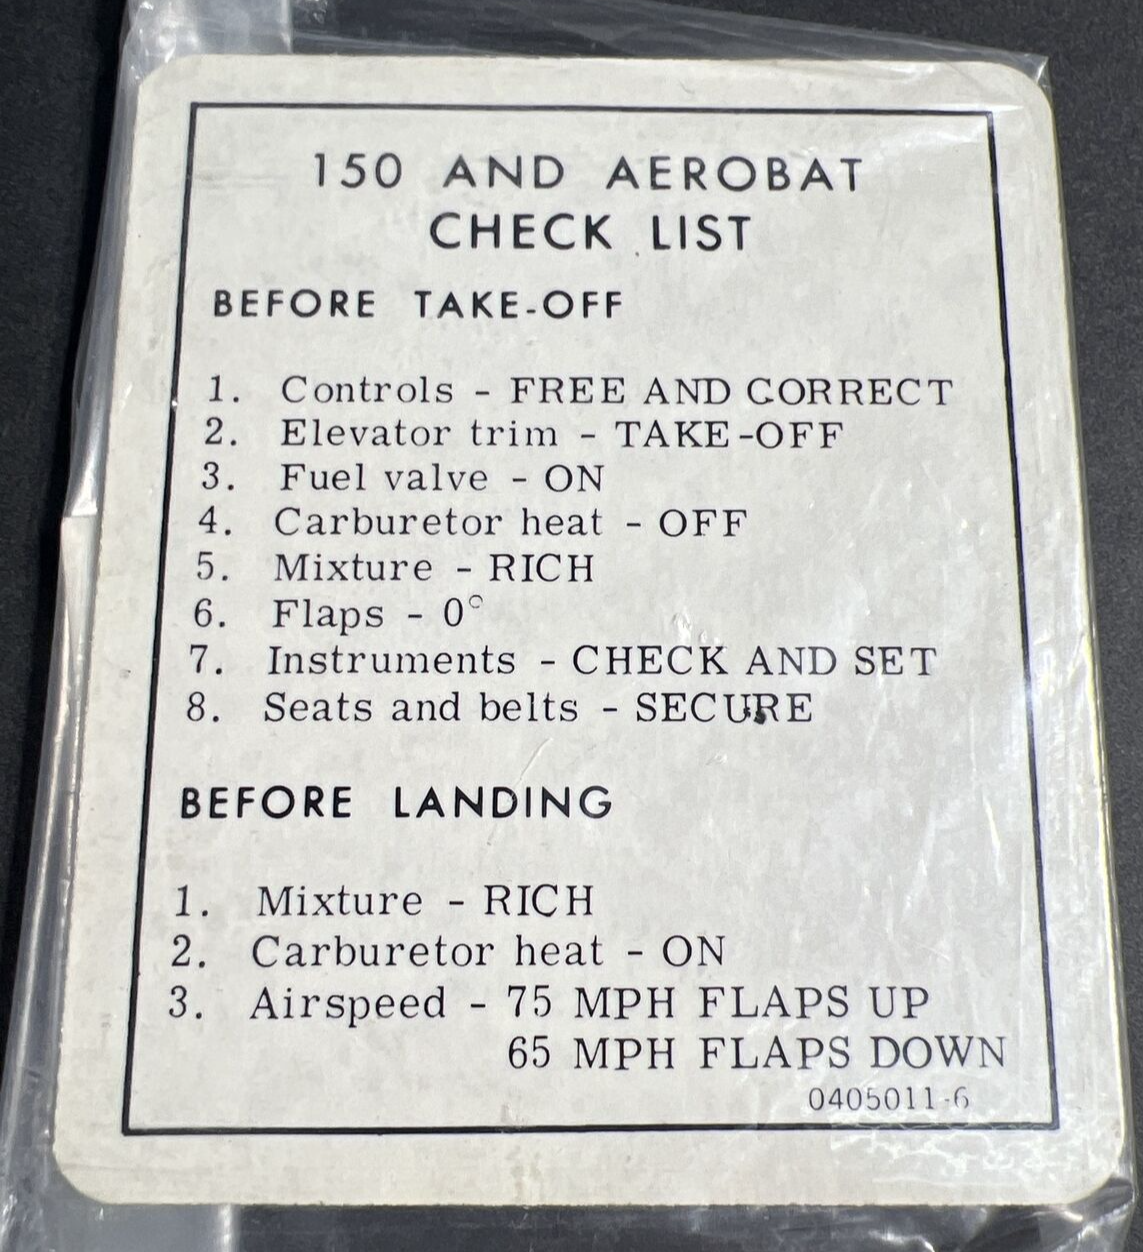 150 AND AEROBAT
CHECK LIST
BEFORE TAKE-OFF
1. Controls - FREE AND CORRECT
2. Elevator trim - TAKE-OFF
3. Fuel valve - ON
4. Carburetor heat - OFF
5. Mixture - RICH
6. Flaps - 0°
7. Instruments - CHECK AND SET
8. Seats and belts - SECURE
BEFORE LANDING
1. Mixture - RICH
2. Carburetor heat - ON
3. Airspeed - 75 MPH FLAPS UP
65 MPH FLAPS DOWN
0405011-6